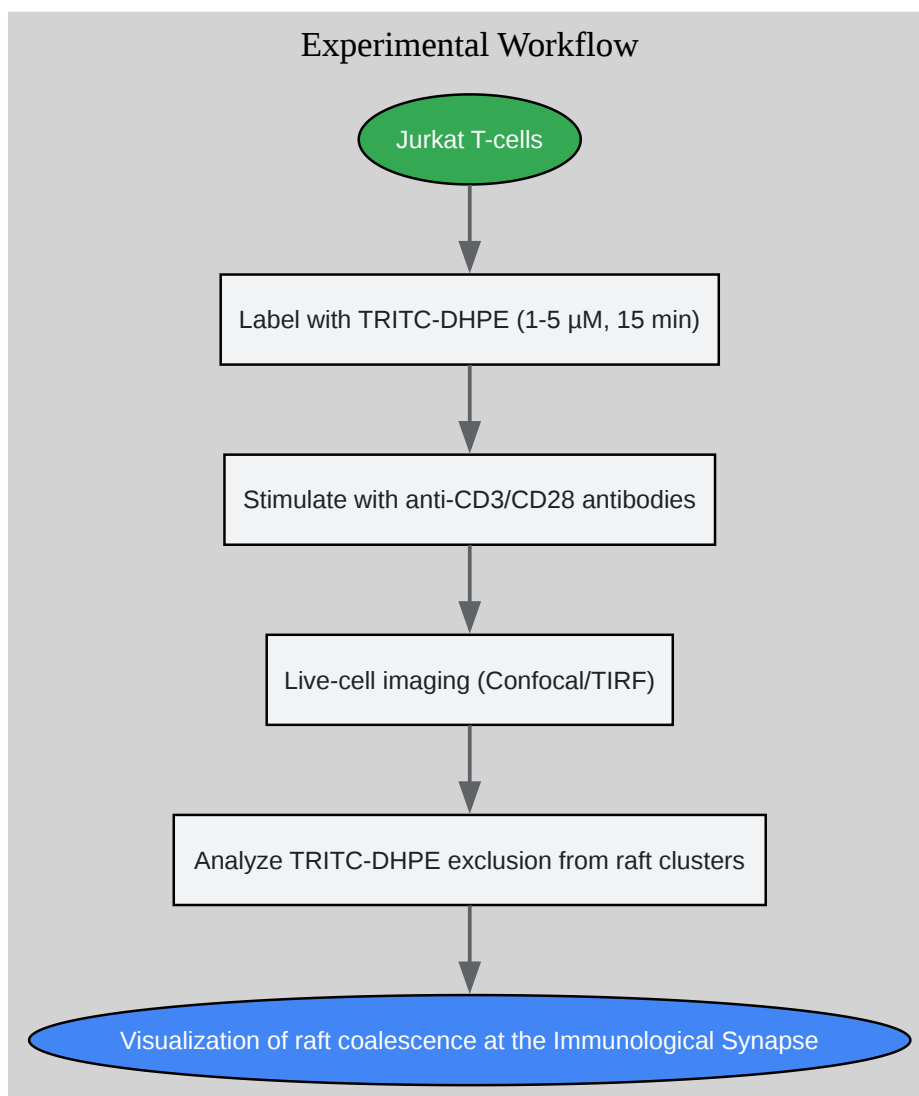 Experimental Workflow
Jurkat T-cells
Label with TRITC-DHPE (1-5 µM, 15 min)
Stimulate with anti-CD3/CD28 antibodies
Live-cell imaging (Confocal/TIRF)
Analyze TRITC-DHPE exclusion from raft clusters
Visualization of raft coalescence at the Immunological Synapse